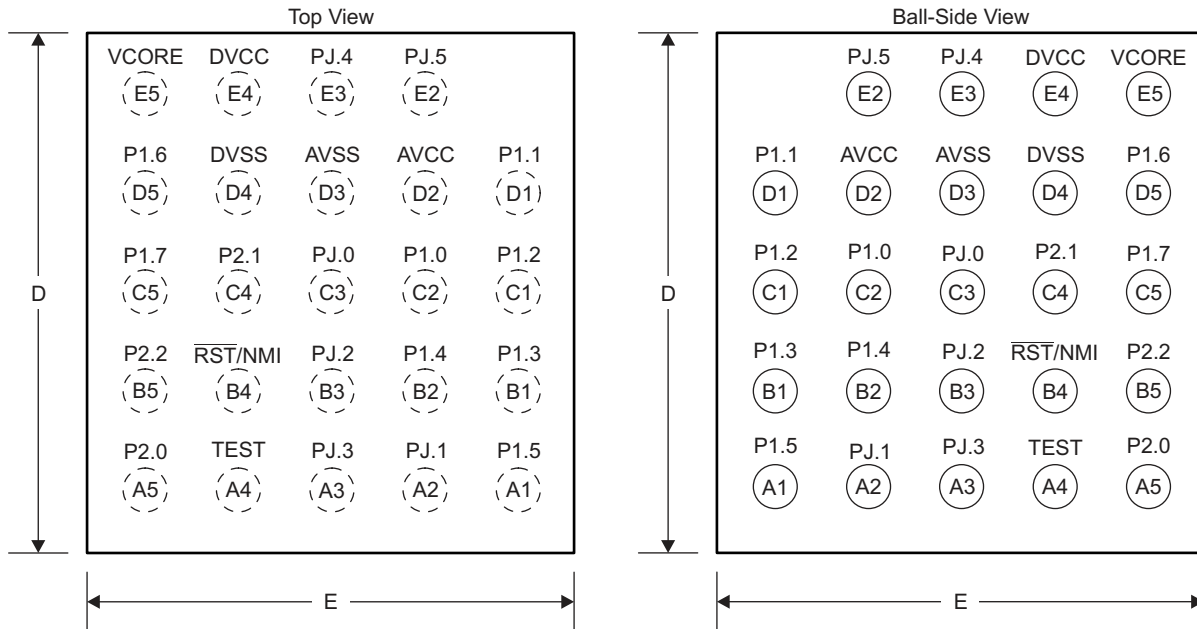 Top View
VCORE DVCC PJ.4 PJ.5
E5 E4 E3 E2
P1.6 DVSS AVSS AVCC P1.1
D5 D4 D3 D2 D1
P1.7 P2.1 PJ.0 P1.0 P1.2
C5 C4 C3 C2 C1
P2.2 RST/NMI PJ.2 P1.4 P1.3
B5 B4 B3 B2 B1
P2.0 TEST PJ.3 PJ.1 P1.5
A5 A4 A3 A2 A1
D
E
Ball-Side View
PJ.5 PJ.4 DVCC VCORE
E2 E3 E4 E5
P1.1 AVCC AVSS DVSS P1.6
D1 D2 D3 D4 D5
P1.2 P1.0 PJ.0 P2.1 P1.7
C1 C2 C3 C4 C5
P1.3 P1.4 PJ.2 RST/NMI P2.2
B1 B2 B3 B4 B5
P1.5 PJ.1 PJ.3 TEST P2.0
A1 A2 A3 A4 A5
D
E